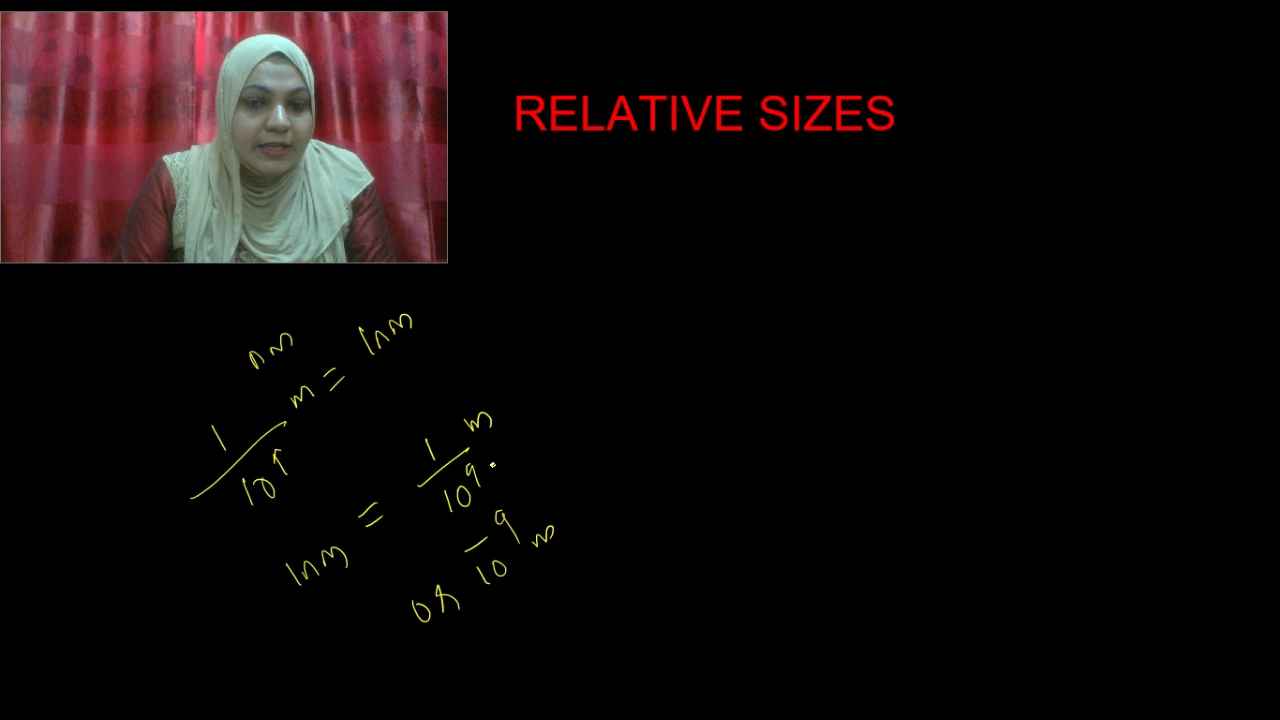 RELATIVE SIZES
nm
1/10⁹ m = 1nm
1nm = 1/10⁹ m
or 10⁻⁹ m